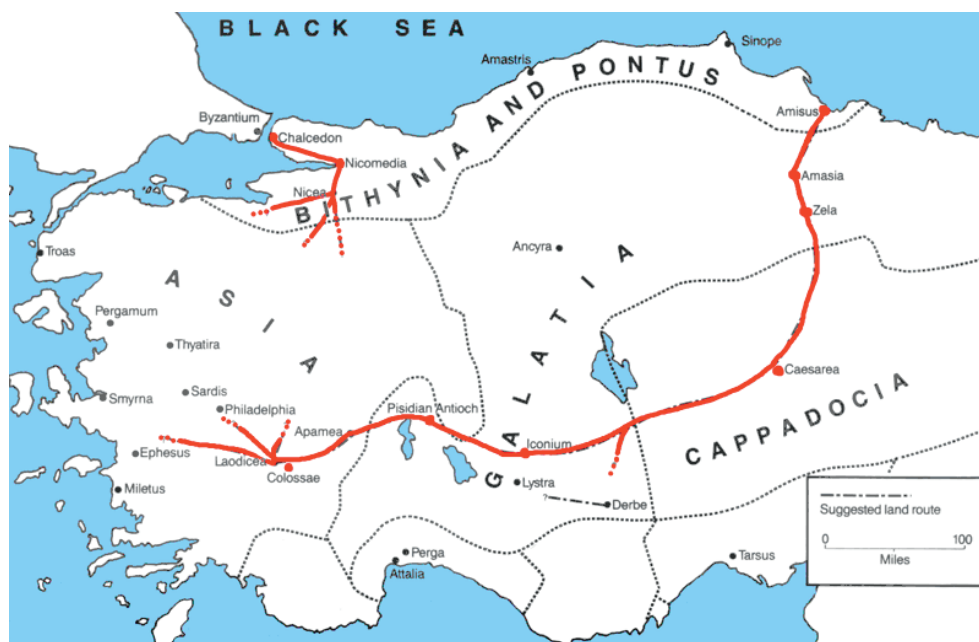 BLACK SEA
Sinope
Amastris
BITHYNIA AND PONTUS
Amisus
Byzantium
Chalcedon
Nicomedia
Amasia
Nicea
Zela
Troas
Ancyra
ASIA
GALATIA
Pergamum
Thyatira
Caesarea
Sardis
Smyrna
Philadelphia
Pisidian Antioch
CAPPADOCIA
Apamea
Iconium
Ephesus
Laodicea
Colossae
Lystra
Miletus
?
Derbe
Suggested land route
0 100
Miles
Perga
Attalia
Tarsus